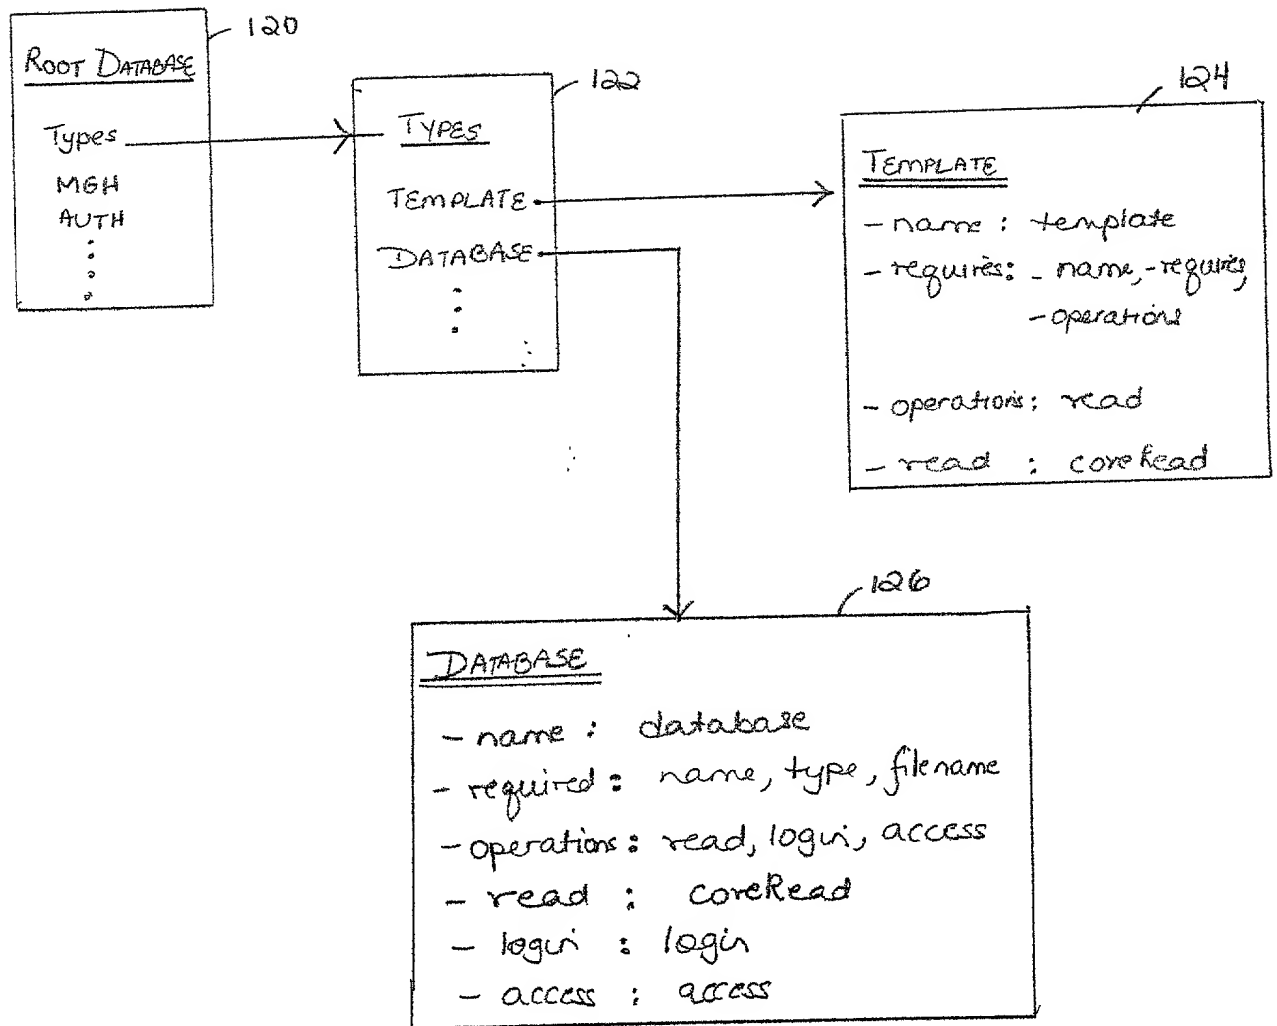 120
ROOT DATABASE
Types
MGH
AUTH
122
TYPES
TEMPLATE
DATABASE
124
TEMPLATE
- name : template
- requires: - name, -requires,
- operations
- operations: read
- read : coreRead
126
DATABASE
- name : database
- required : name, type, filename
- operations : read, login, access
- read : coreRead
- login : login
- access : access